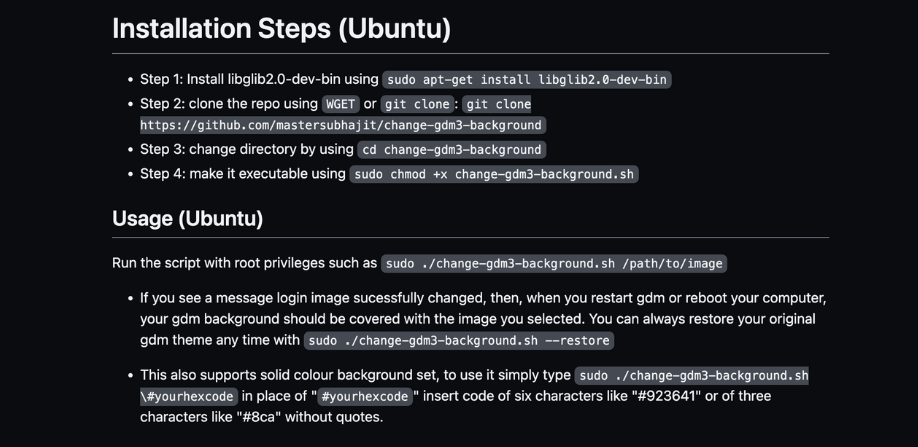 Installation Steps (Ubuntu)
• Step 1: Install libglib2.0-dev-bin using sudo apt-get install libglib2.0-dev-bin
• Step 2: clone the repo using WGET or git clone: git clone
https://github.com/mastersubhajit/change-gdm3-background
• Step 3: change directory by using cd change-gdm3-background
• Step 4: make it executable using sudo chmod +x change-gdm3-background.sh
Usage (Ubuntu)
Run the script with root privileges such as sudo ./change-gdm3-background.sh /path/to/image
• If you see a message login image sucessfully changed, then, when you restart gdm or reboot your computer,
your gdm background should be covered with the image you selected. You can always restore your original
gdm theme any time with sudo ./change-gdm3-background.sh --restore
• This also supports solid colour background set, to use it simply type sudo ./change-gdm3-background.sh
\#yourhexcode in place of "#yourhexcode" insert code of six characters like "#923641" or of three
characters like "#8ca" without quotes.